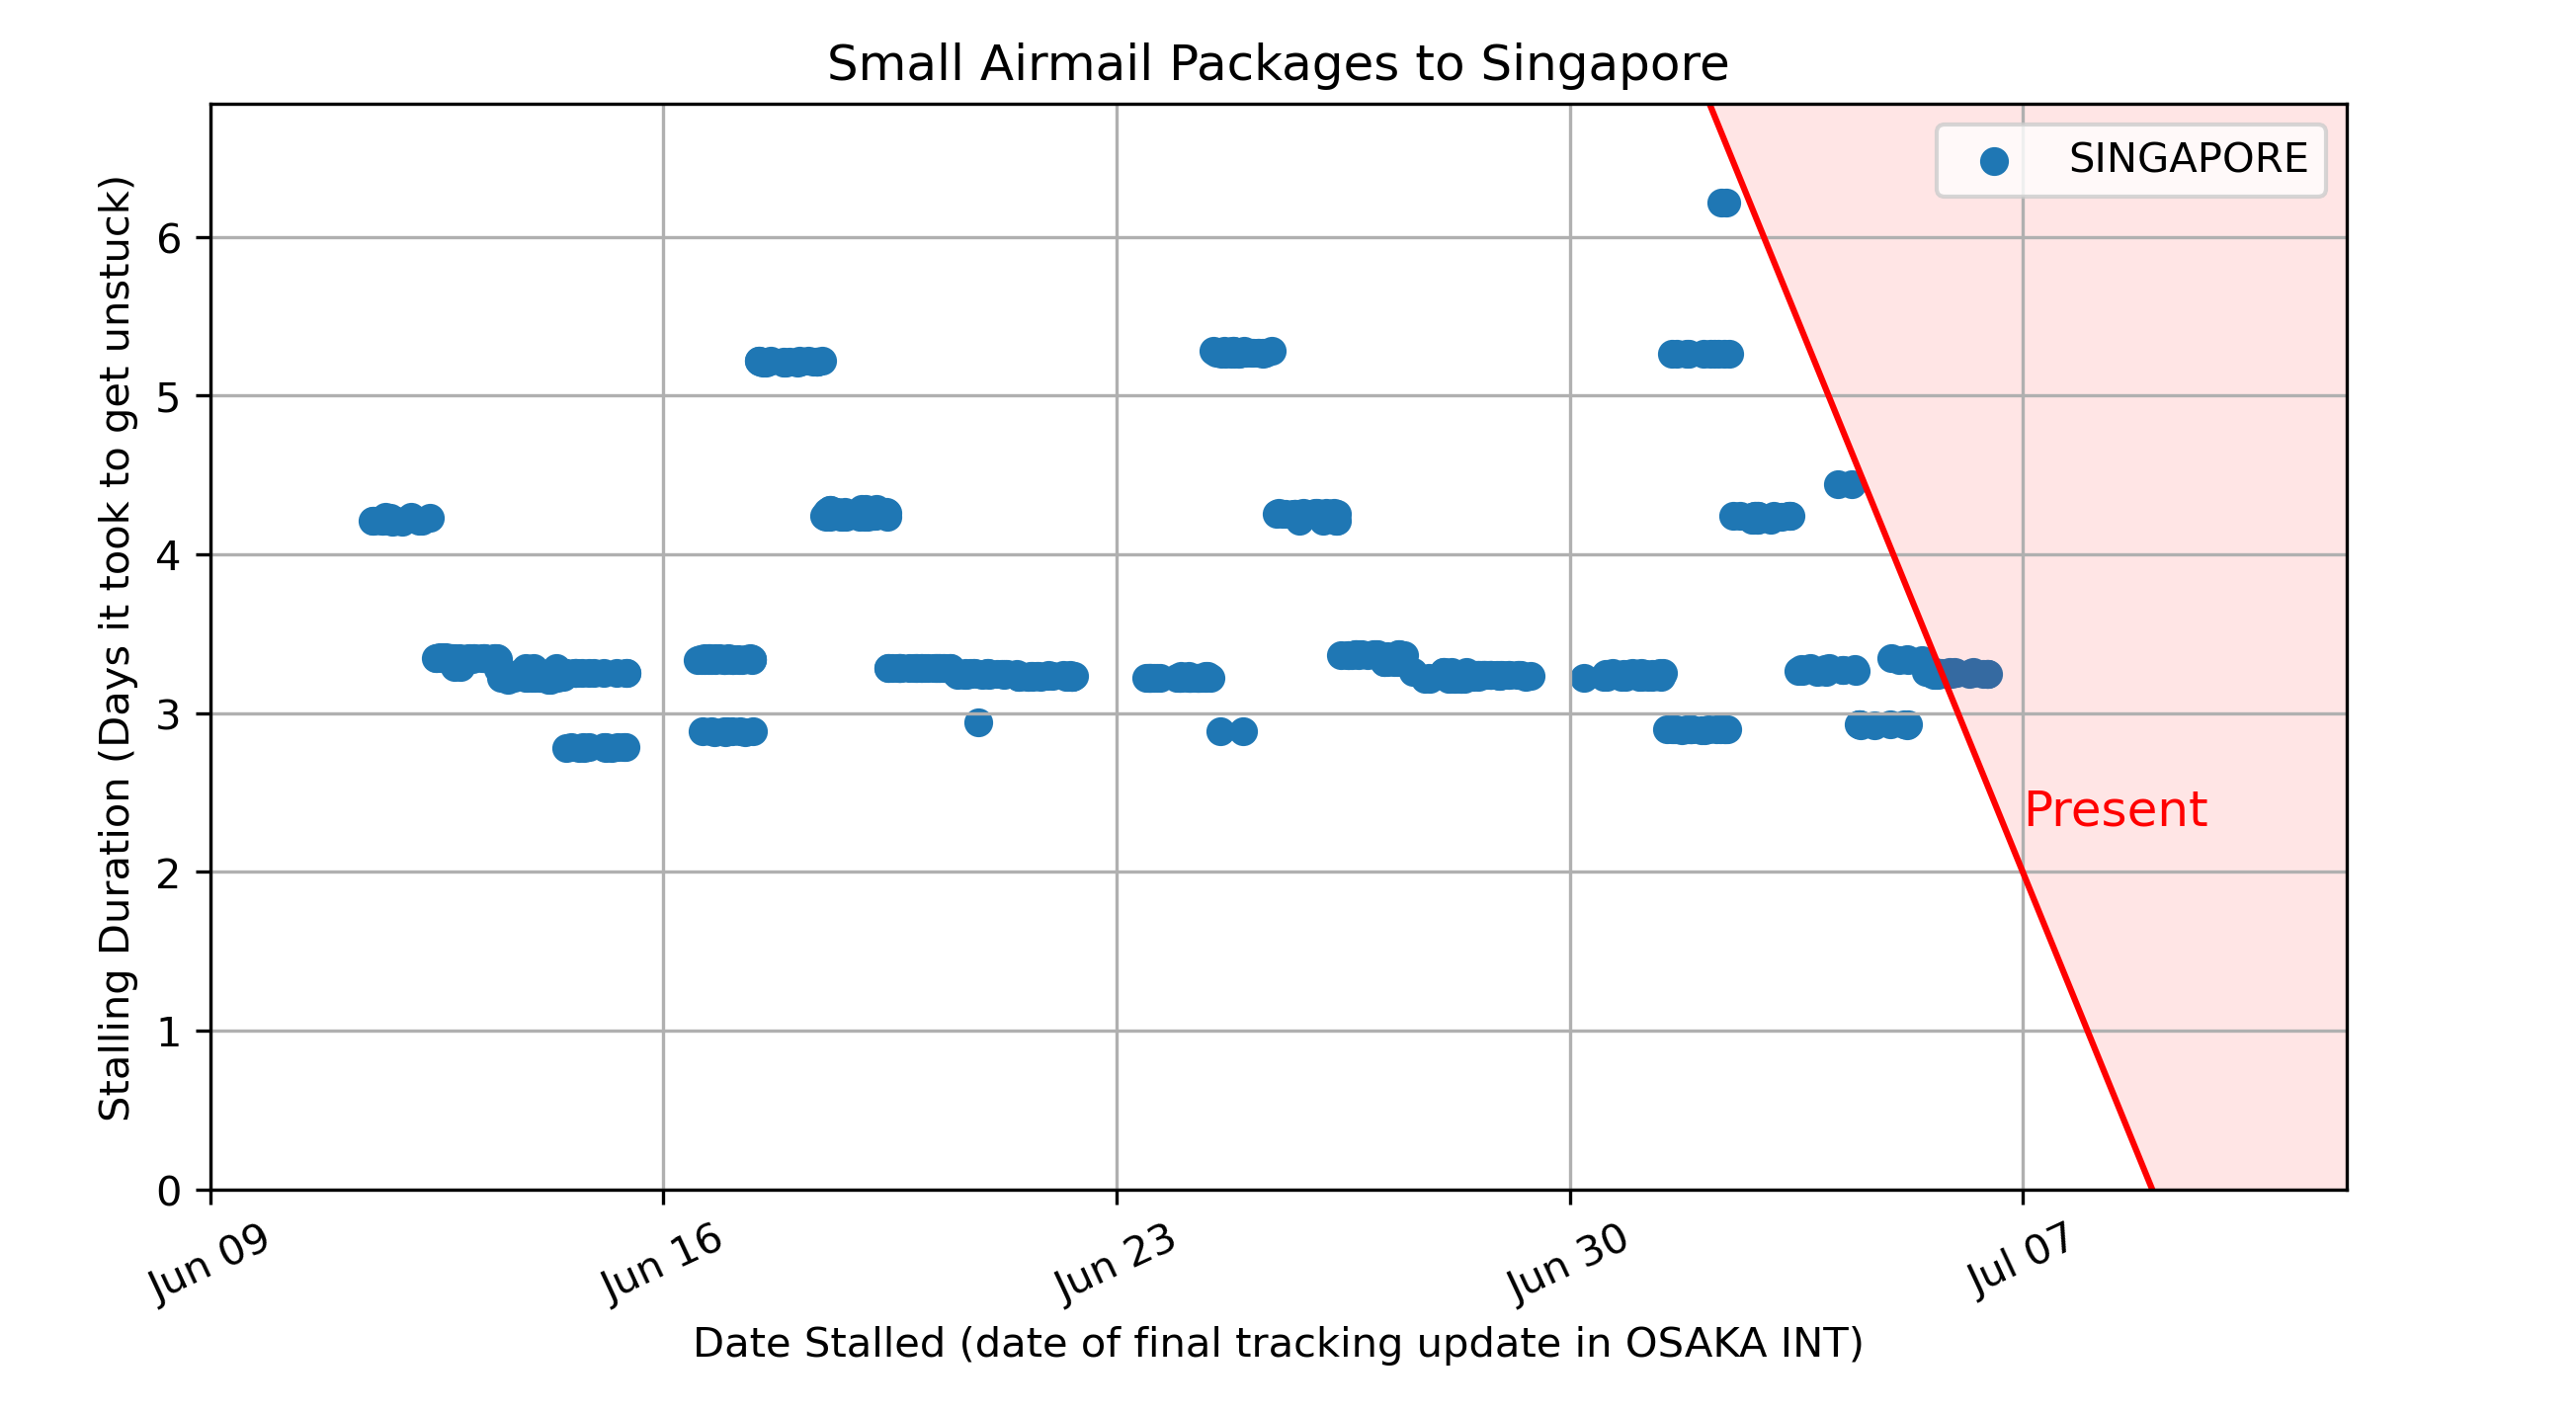 Small Airmail Packages to Singapore
SINGAPORE
Stalling Duration (Days it took to get unstuck)
6
5
4
3
2
1
0
Present
Jun 09
Jun 16
Jun 23
Jun 30
Jul 07
Date Stalled (date of final tracking update in OSAKA INT)